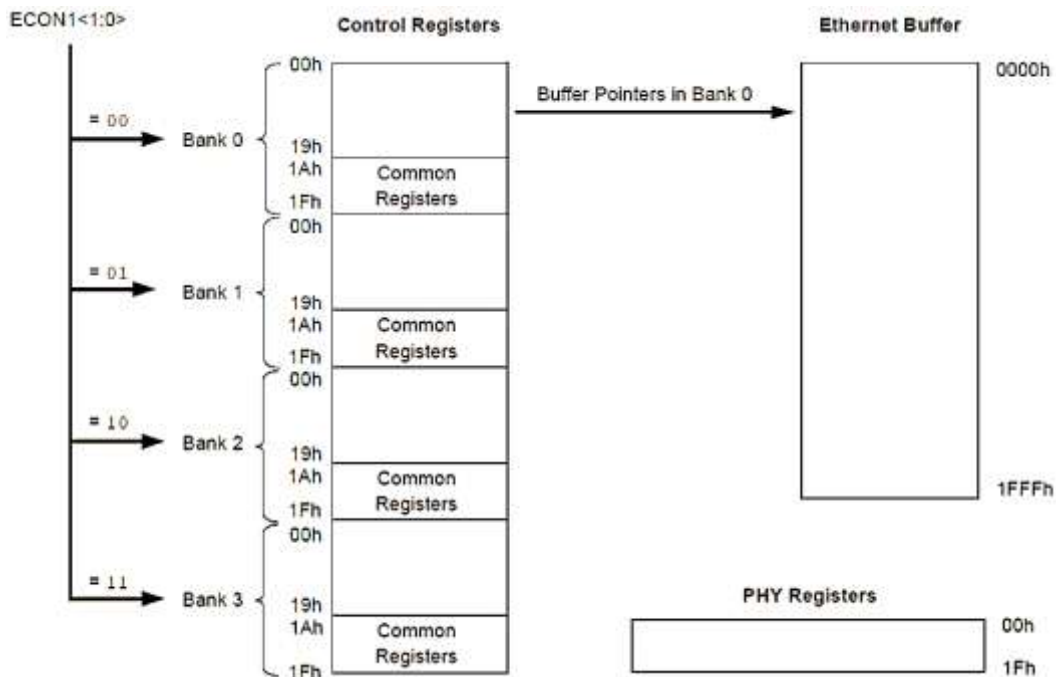 ECON1<1:0>
Control Registers
Ethernet Buffer
= 00
Bank 0
00h
19h
1Ah
1Fh
Common
Registers
Buffer Pointers in Bank 0
0000h
1FFFh
= 01
Bank 1
00h
19h
1Ah
1Fh
Common
Registers
= 10
Bank 2
00h
19h
1Ah
1Fh
Common
Registers
= 11
Bank 3
00h
19h
1Ah
1Fh
Common
Registers
PHY Registers
00h
1Fh